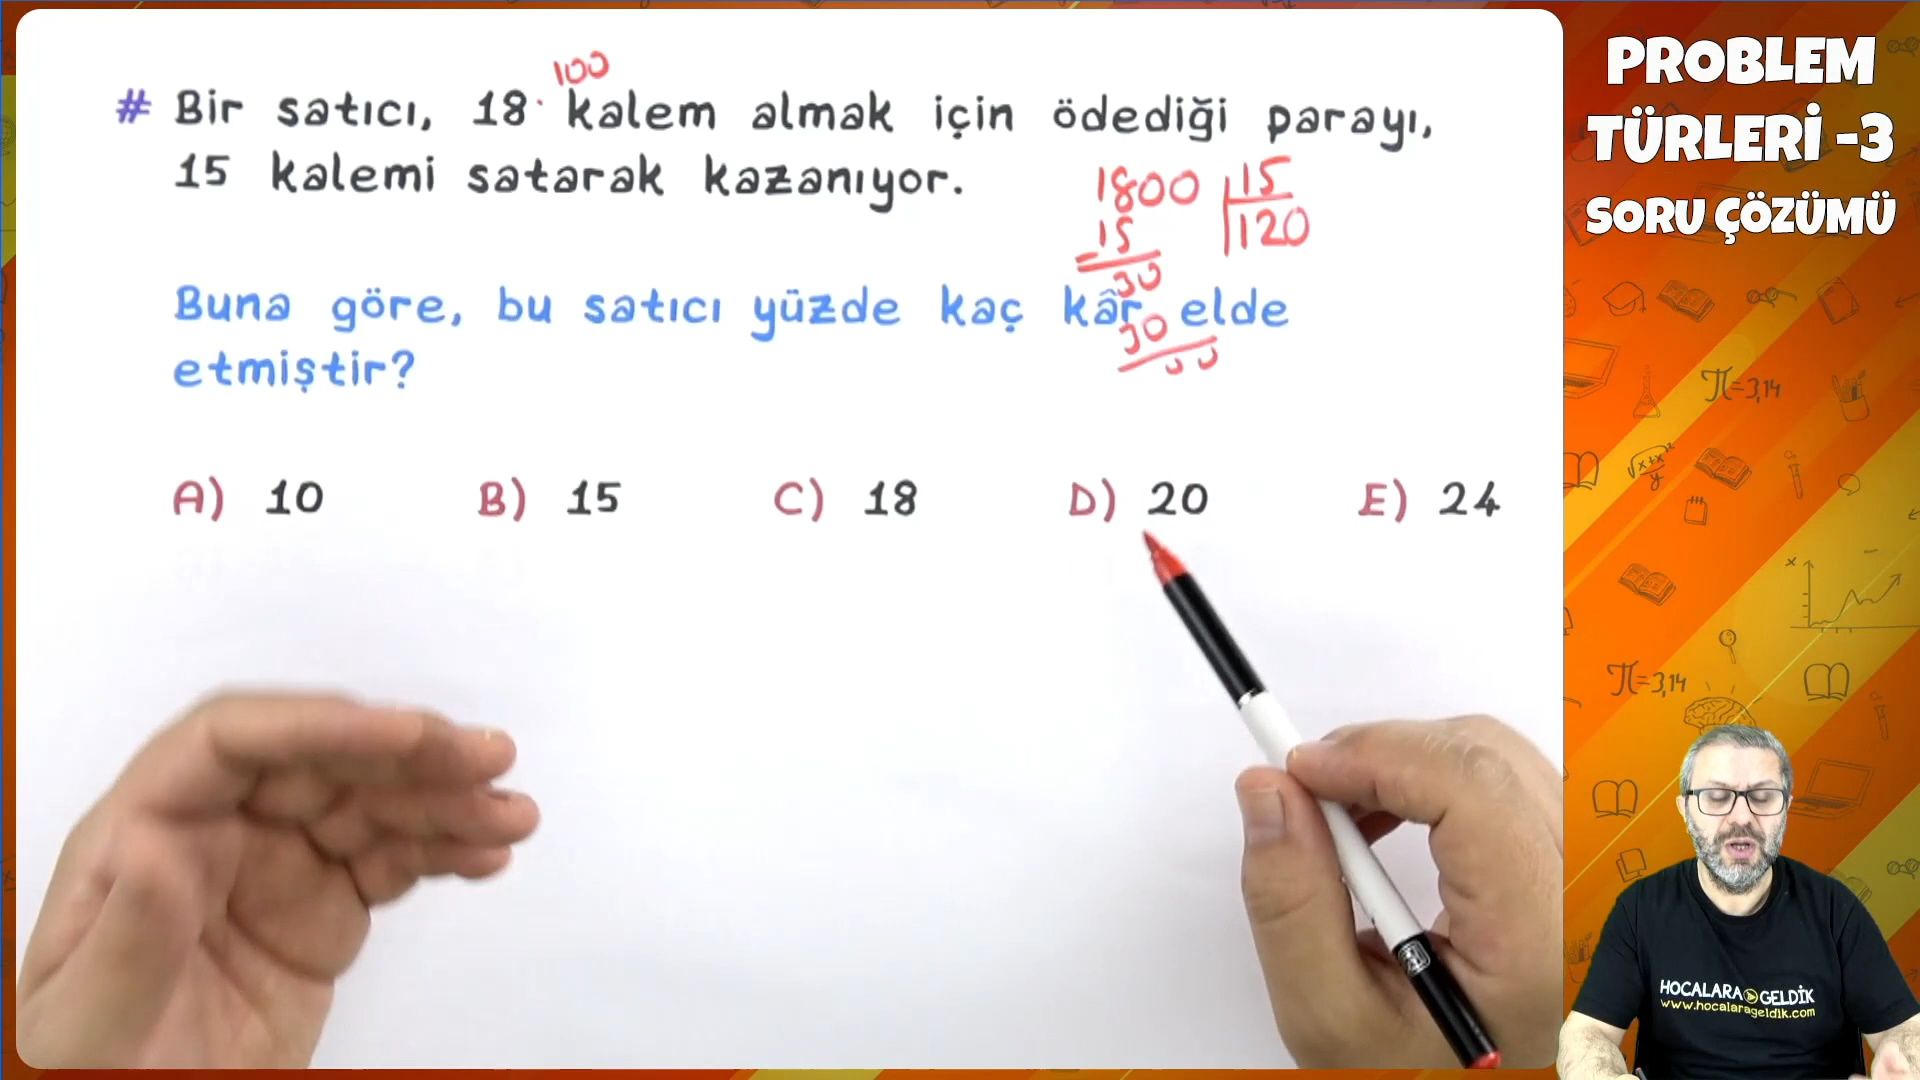 100
# Bir satıcı, 18 · kalem almak için ödediği parayı,
15 kalemi satarak kazanıyor.
1800 15
15 120
30
30
00
Buna göre, bu satıcı yüzde kaç kâr elde
etmiştir?
A) 10 B) 15 C) 18 D) 20 E) 24
PROBLEM
TÜRLERİ -3
SORU ÇÖZÜMÜ
π=3,14
π=3,14
HOCALARA GELDİK
www.hocalarageldik.com